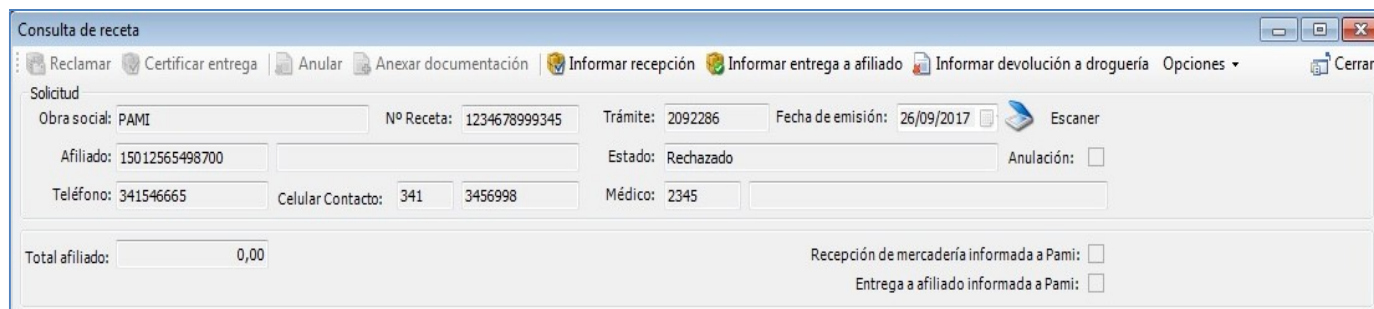 Consulta de receta
Reclamar Certificar entrega Anular Anexar documentación Informar recepción Informar entrega a afiliado Informar devolución a droguería Opciones Cerrar
Solicitud
Obra social: PAMI Nº Receta: 1234678999345 Trámite: 2092286 Fecha de emisión: 26/09/2017 Escaner
Afiliado: 15012565498700 Estado: Rechazado Anulación:
Teléfono: 341546665 Celular Contacto: 341 3456998 Médico: 2345
Total afiliado: 0,00 Recepción de mercadería informada a Pami:
Entrega a afiliado informada a Pami: